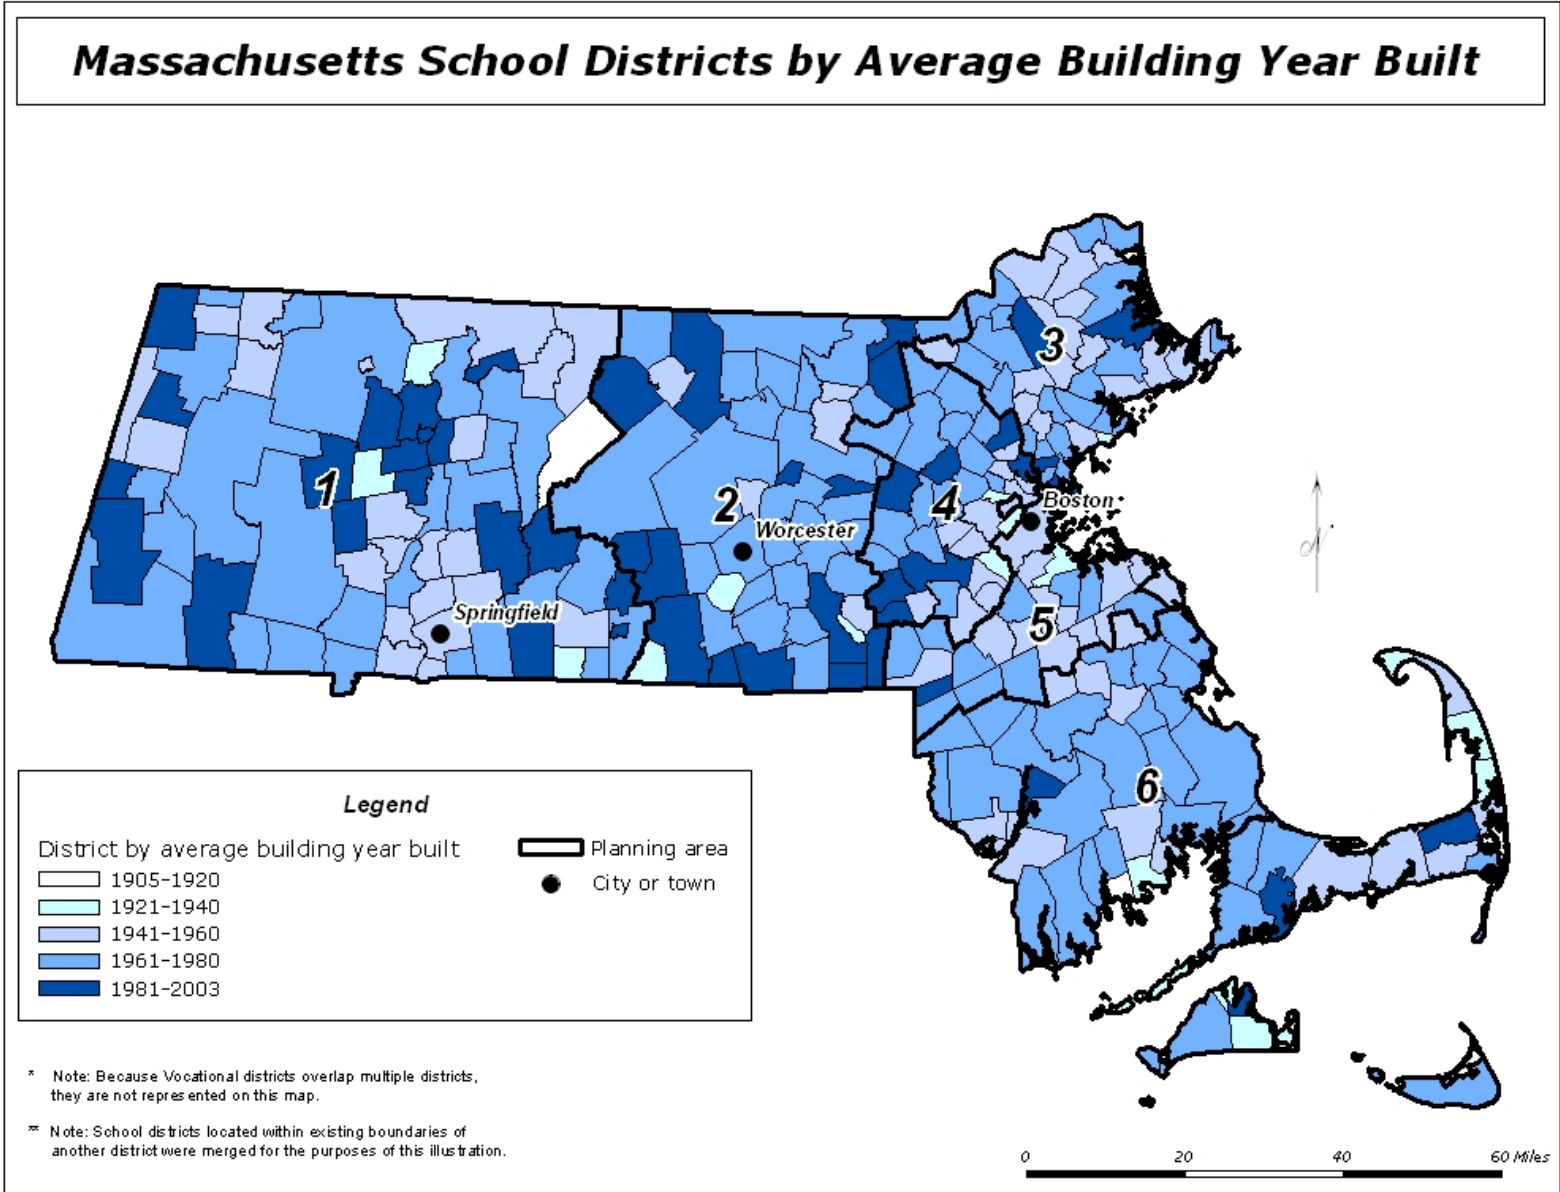 Massachusetts School Districts by Average Building Year Built
3
1
2
4
Boston
Worcester
Springfield
5
6
Legend
District by average building year built
1905-1920
1921-1940
1941-1960
1961-1980
1981-2003
Planning area
City or town
* Note: Because Vocational districts overlap multiple districts,
they are not represented on this map.
** Note: School districts located within existing boundaries of
another district were merged for the purposes of this illustration.
0 20 40 60 Miles